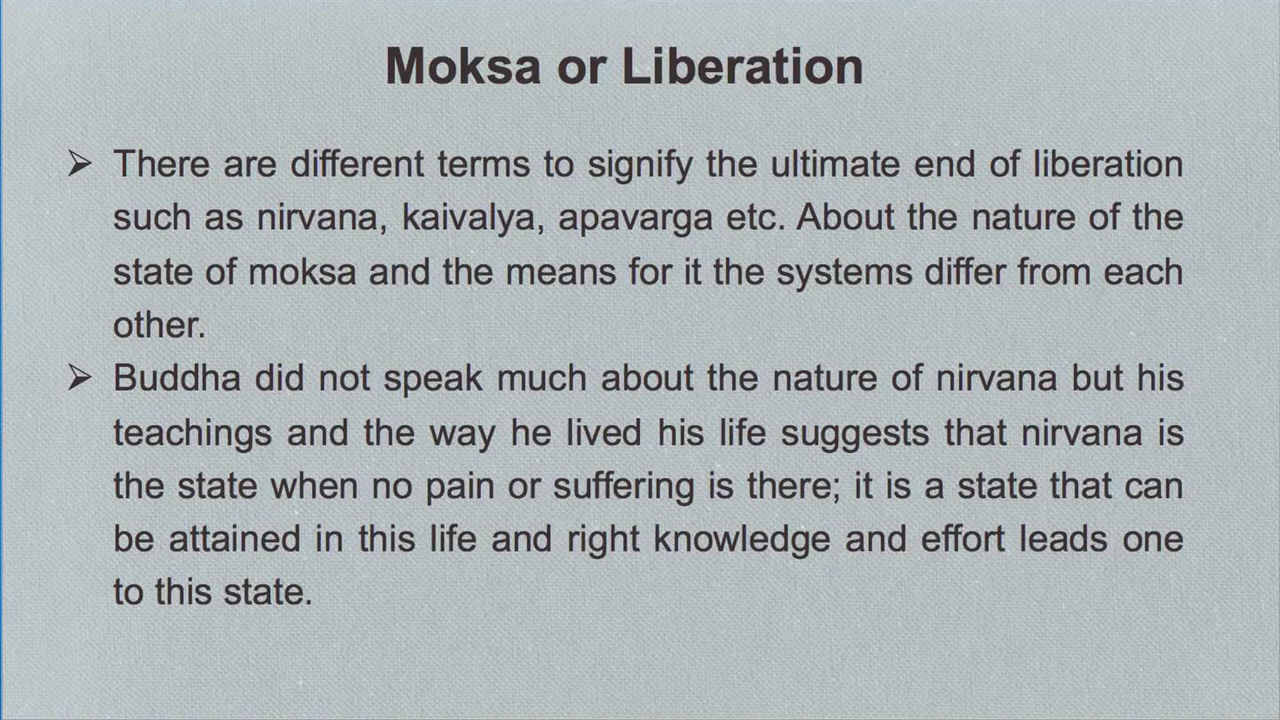 Moksa or Liberation
➢ There are different terms to signify the ultimate end of liberation
such as nirvana, kaivalya, apavarga etc. About the nature of the
state of moksa and the means for it the systems differ from each
other.
➢ Buddha did not speak much about the nature of nirvana but his
teachings and the way he lived his life suggests that nirvana is
the state when no pain or suffering is there; it is a state that can
be attained in this life and right knowledge and effort leads one
to this state.